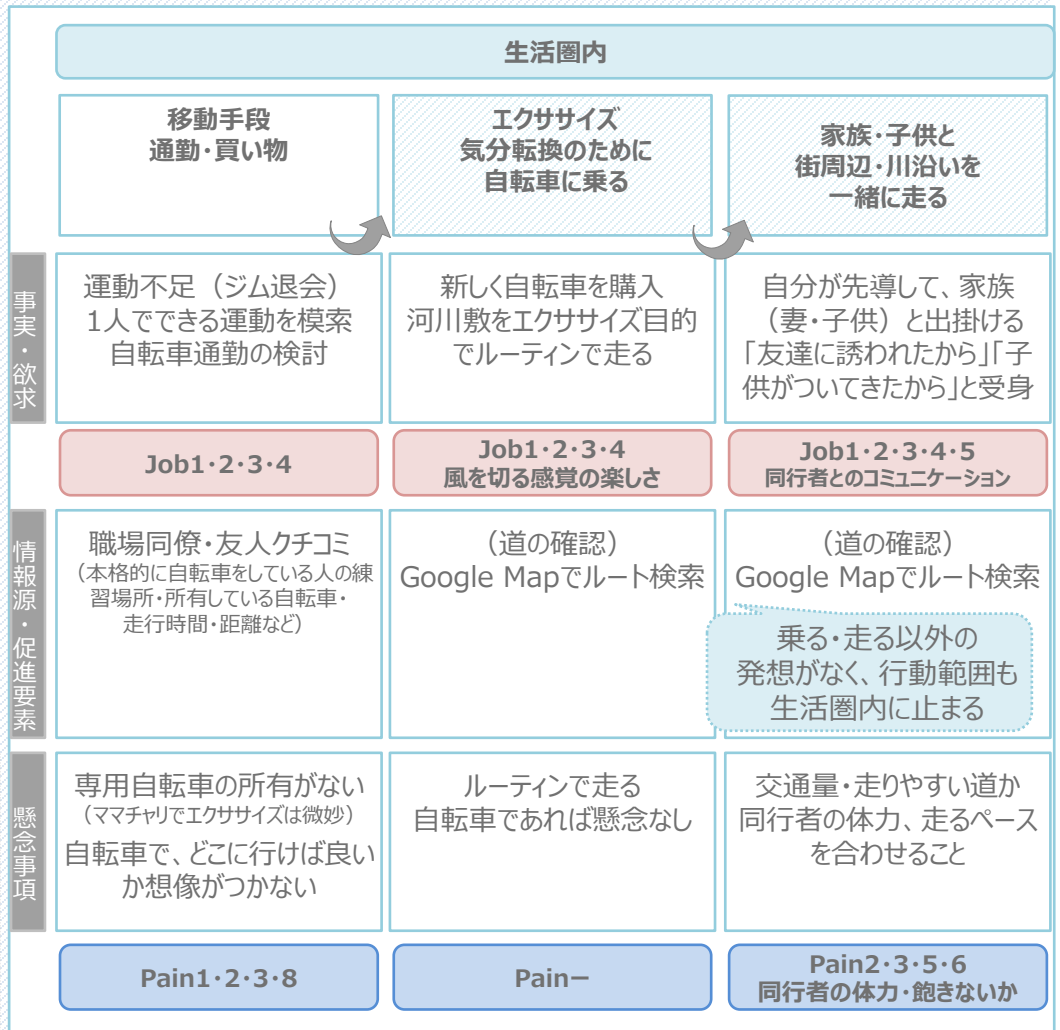 生活圏内
移動手段
通勤・買い物
エクササイズ
気分転換のために
自転車に乗る
家族・子供と
街周辺・川沿いを
一緒に走る
事実・欲求
運動不足（ジム退会）
1人でできる運動を模索
自転車通勤の検討
新しく自転車を購入
河川敷をエクササイズ目的
でルーティンで走る
自分が先導して、家族
（妻・子供）と出掛ける
「友達に誘われたから」「子
供がついてきたから」と受身
Job1・2・3・4
Job1・2・3・4
風を切る感覚の楽しさ
Job1・2・3・4・5
同行者とのコミュニケーション
情報源・促進要素
職場同僚・友人クチコミ
（本格的に自転車をしている人の練
習場所・所有している自転車・
走行時間・距離など）
（道の確認）
Google Mapでルート検索
（道の確認）
Google Mapでルート検索
乗る・走る以外の
発想がなく、行動範囲も
生活圏内に止まる
懸念事項
専用自転車の所有がない
（ママチャリでエクササイズは微妙）
自転車で、どこに行けば良い
か想像がつかない
ルーティンで走る
自転車であれば懸念なし
交通量・走りやすい道か
同行者の体力、走るペース
を合わせること
Pain1・2・3・8
Painー
Pain2・3・5・6
同行者の体力・飽きないか